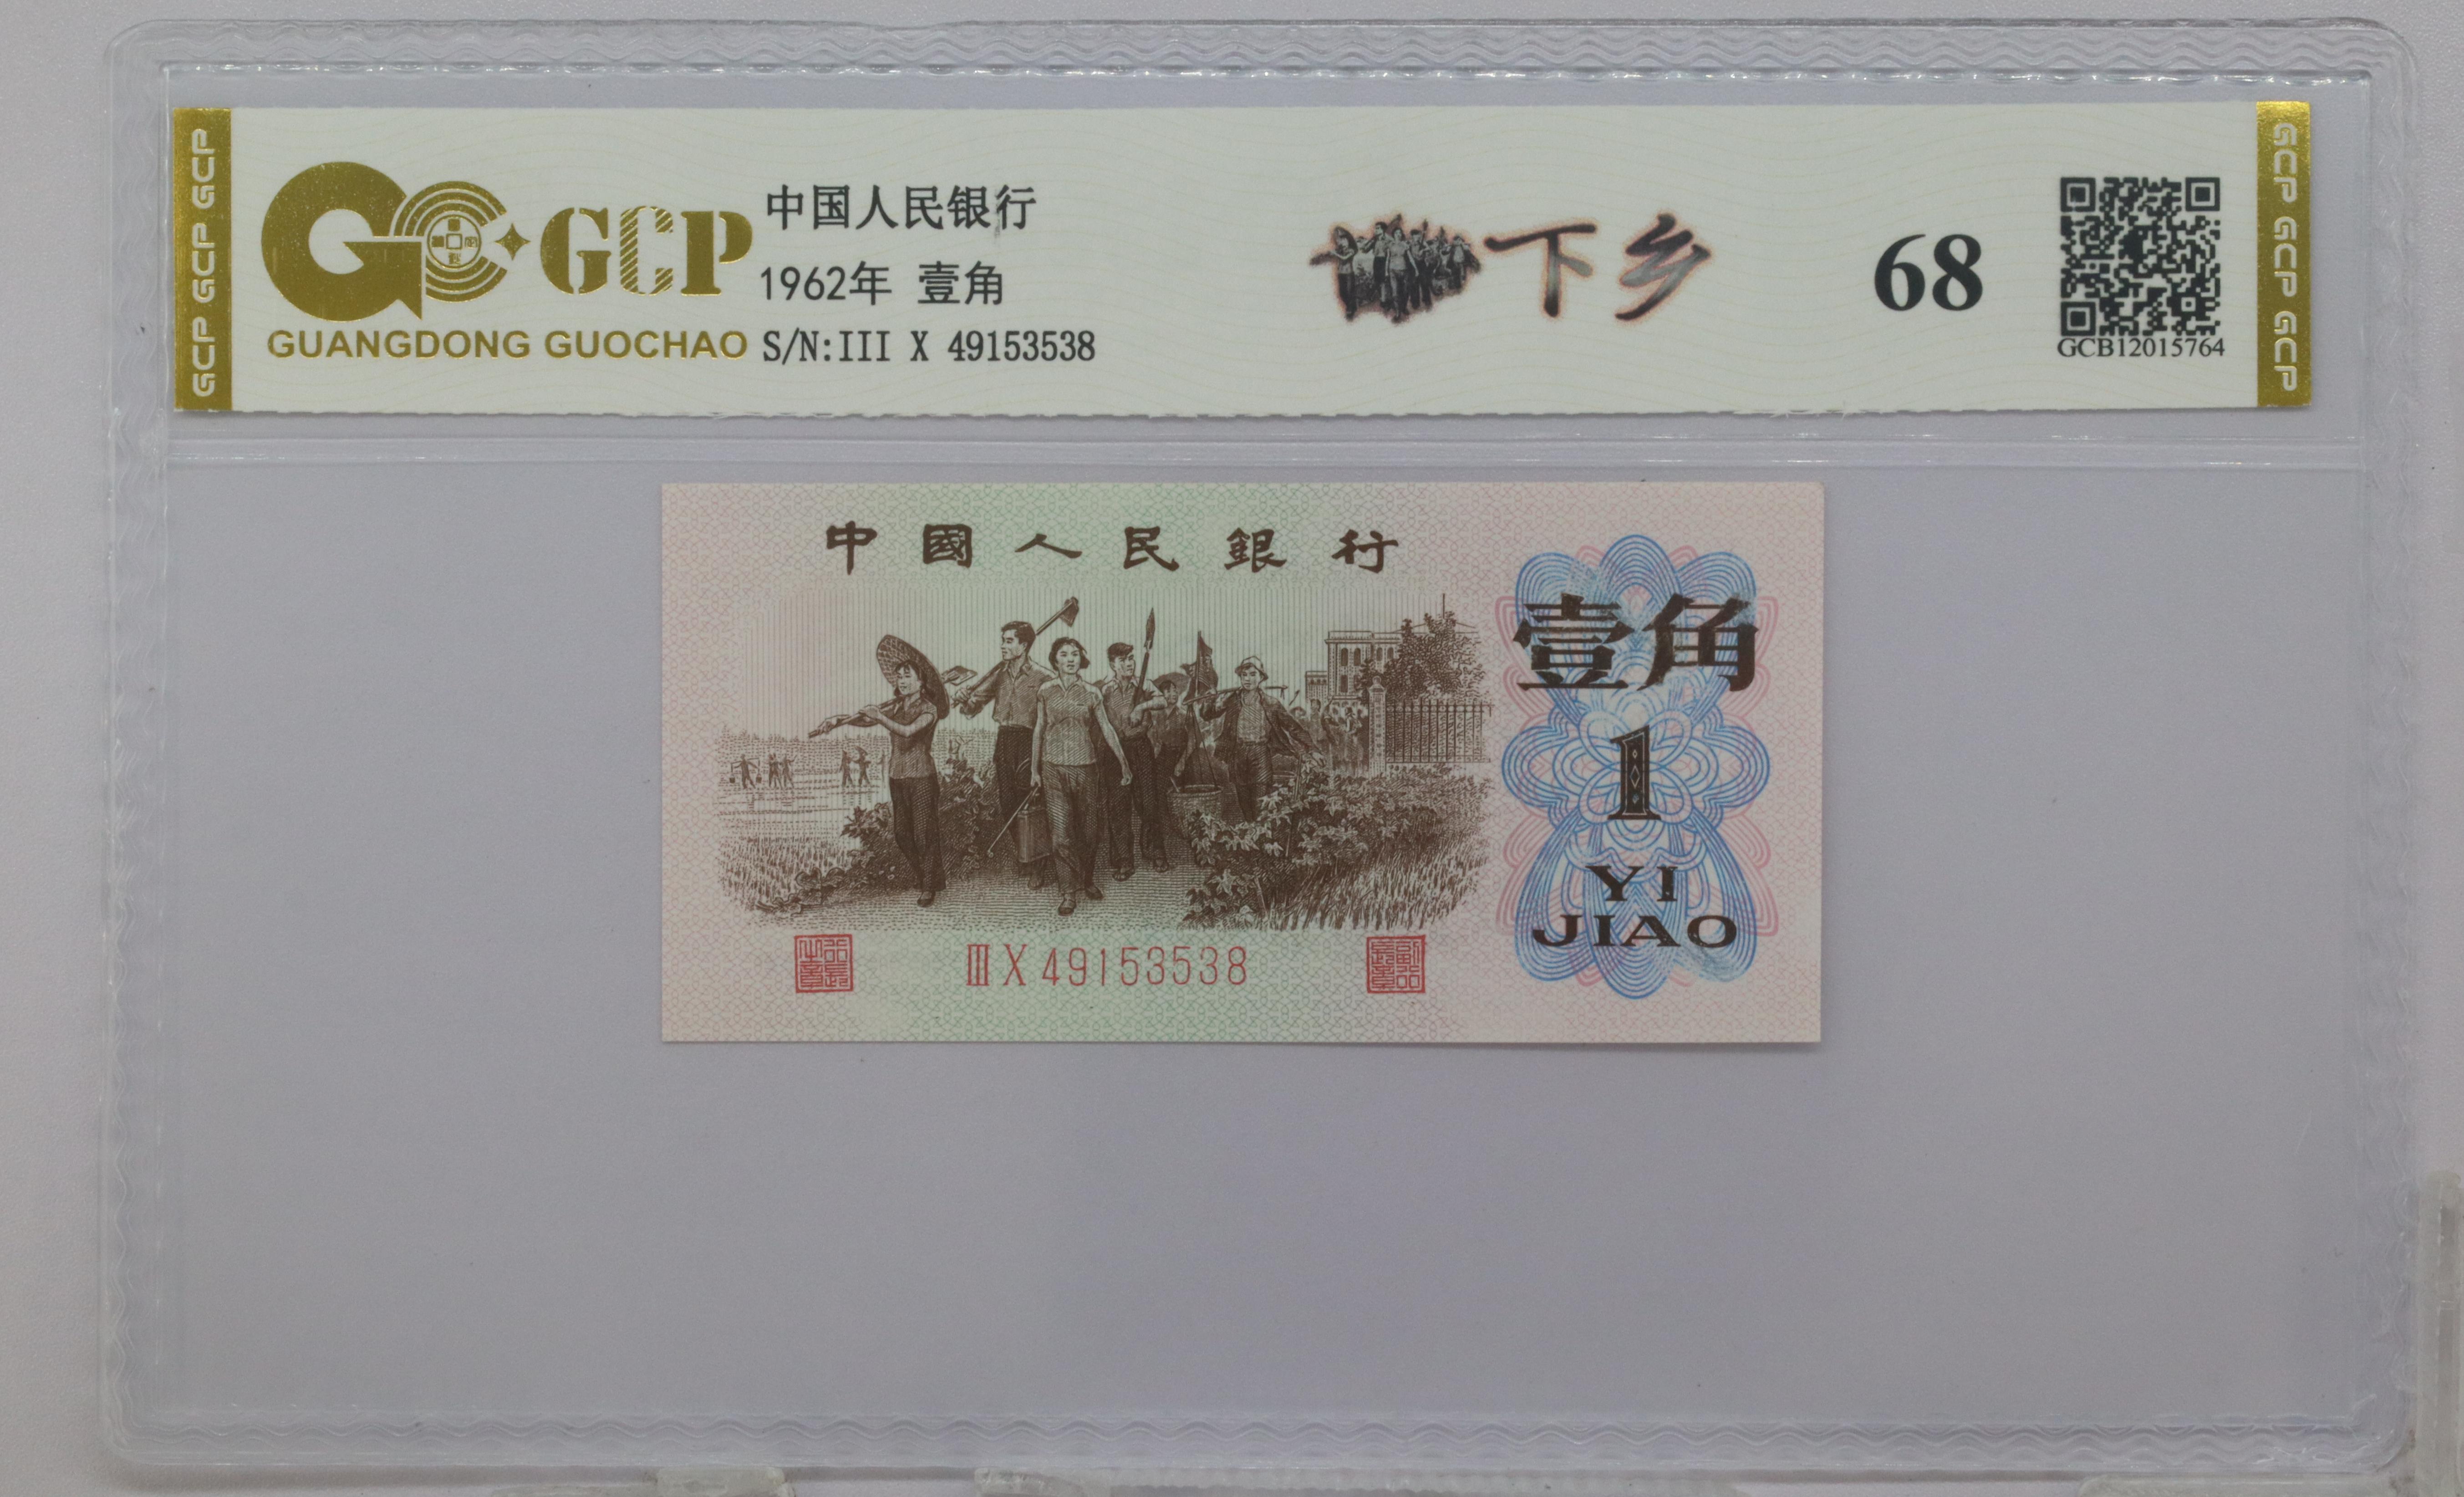 GCP GCP GCP
GCP
GUANGDONG GUOCHAO
中国人民银行
1962年 壹角
S/N:III X 49153538
下乡
68
GCB12015764
GCP GCP GCP
中國人民銀行
壹角
1
YI
JIAO
III X 49153538